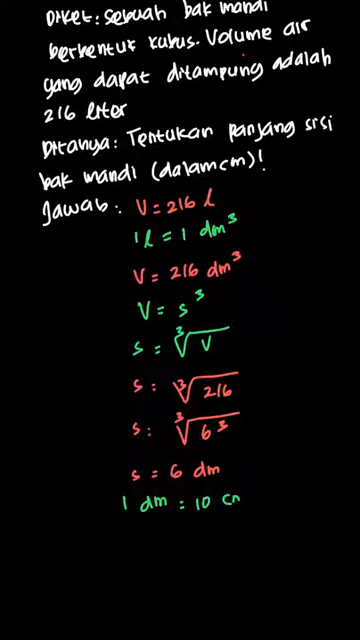 Diket: sebuah bak mandi
berbentuk kubus. Volume air
yang dapat ditampung adalah
216 liter
Ditanya: Tentukan panjang sisi
bak mandi (dalam cm)!
Jawab: V = 216 l
1 l = 1 dm³
V = 216 dm³
V = s³
s = ∛V
s: ∛216
s: ∛6³
s = 6 dm
1 dm = 10 cm